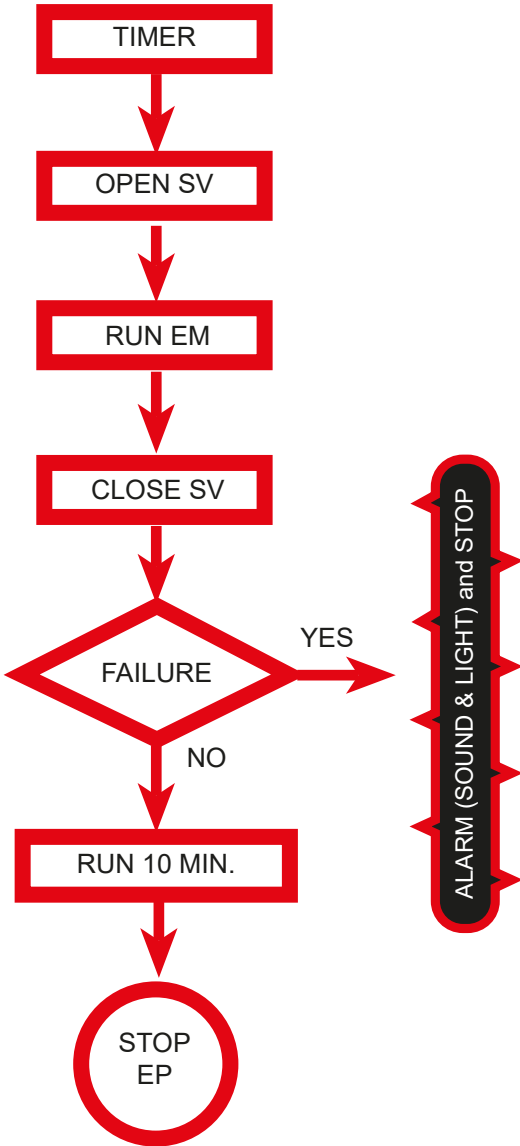 TIMER
OPEN SV
RUN EM
CLOSE SV
FAILURE
YES
NO
RUN 10 MIN.
STOP
EP
ALARM (SOUND & LIGHT) and STOP